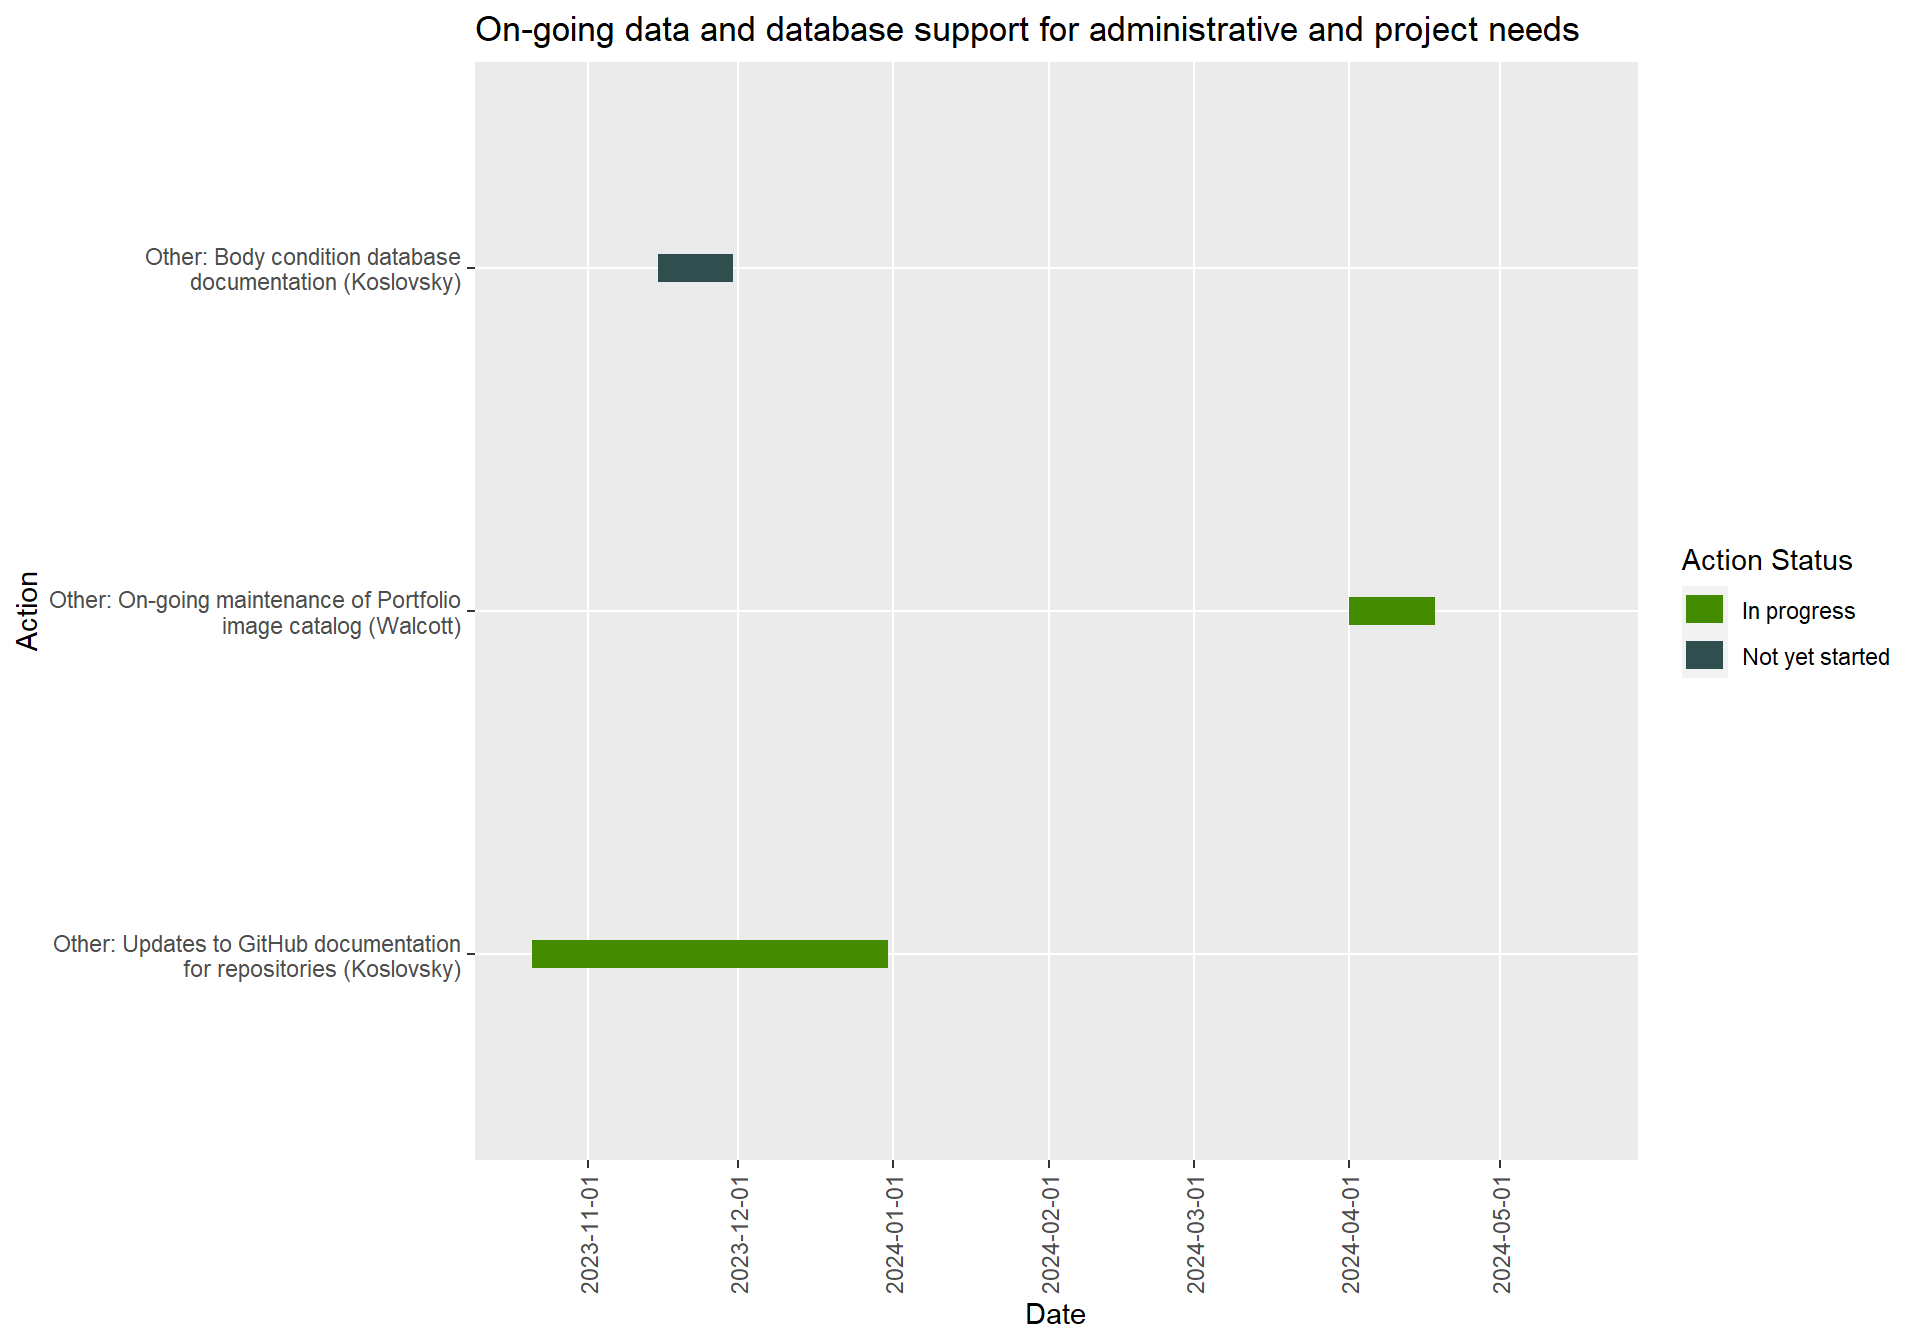 On-going data and database support for administrative and project needs
Action
Other: Body condition database
documentation (Koslovsky)
Other: On-going maintenance of Portfolio
image catalog (Walcott)
Other: Updates to GitHub documentation
for repositories (Koslovsky)
2023-11-01
2023-12-01
2024-01-01
2024-02-01
2024-03-01
2024-04-01
2024-05-01
Date
Action Status
In progress
Not yet started